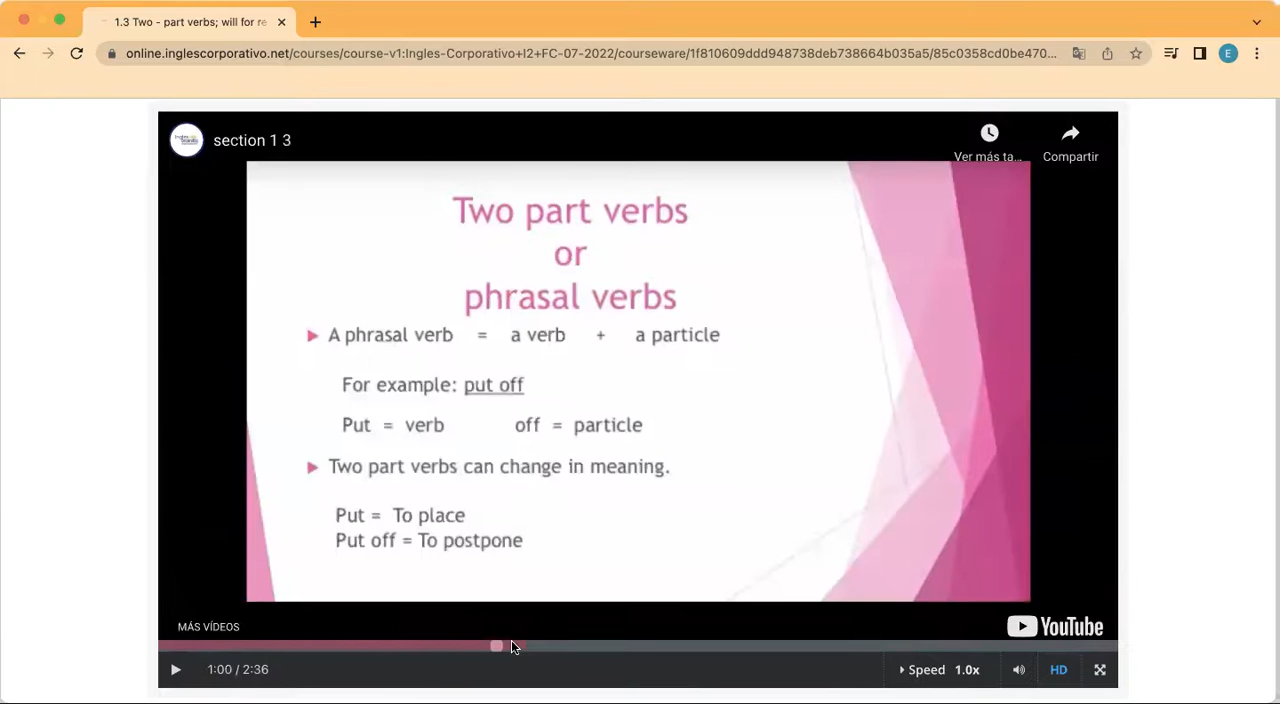 1.3 Two - part verbs; will for re
online.inglescorporativo.net/courses/course-v1:Ingles-Corporativo+I2+FC-07-2022/courseware/1f810609ddd948738deb738664b035a5/85c0358cd0be470...
E
section 1 3
Ver más ta...
Compartir
Two part verbs
or
phrasal verbs
A phrasal verb = a verb + a particle
For example: put off
Put = verb off = particle
Two part verbs can change in meaning.
Put = To place
Put off = To postpone
MÁS VÍDEOS
YouTube
1:00 / 2:36
Speed 1.0x
HD